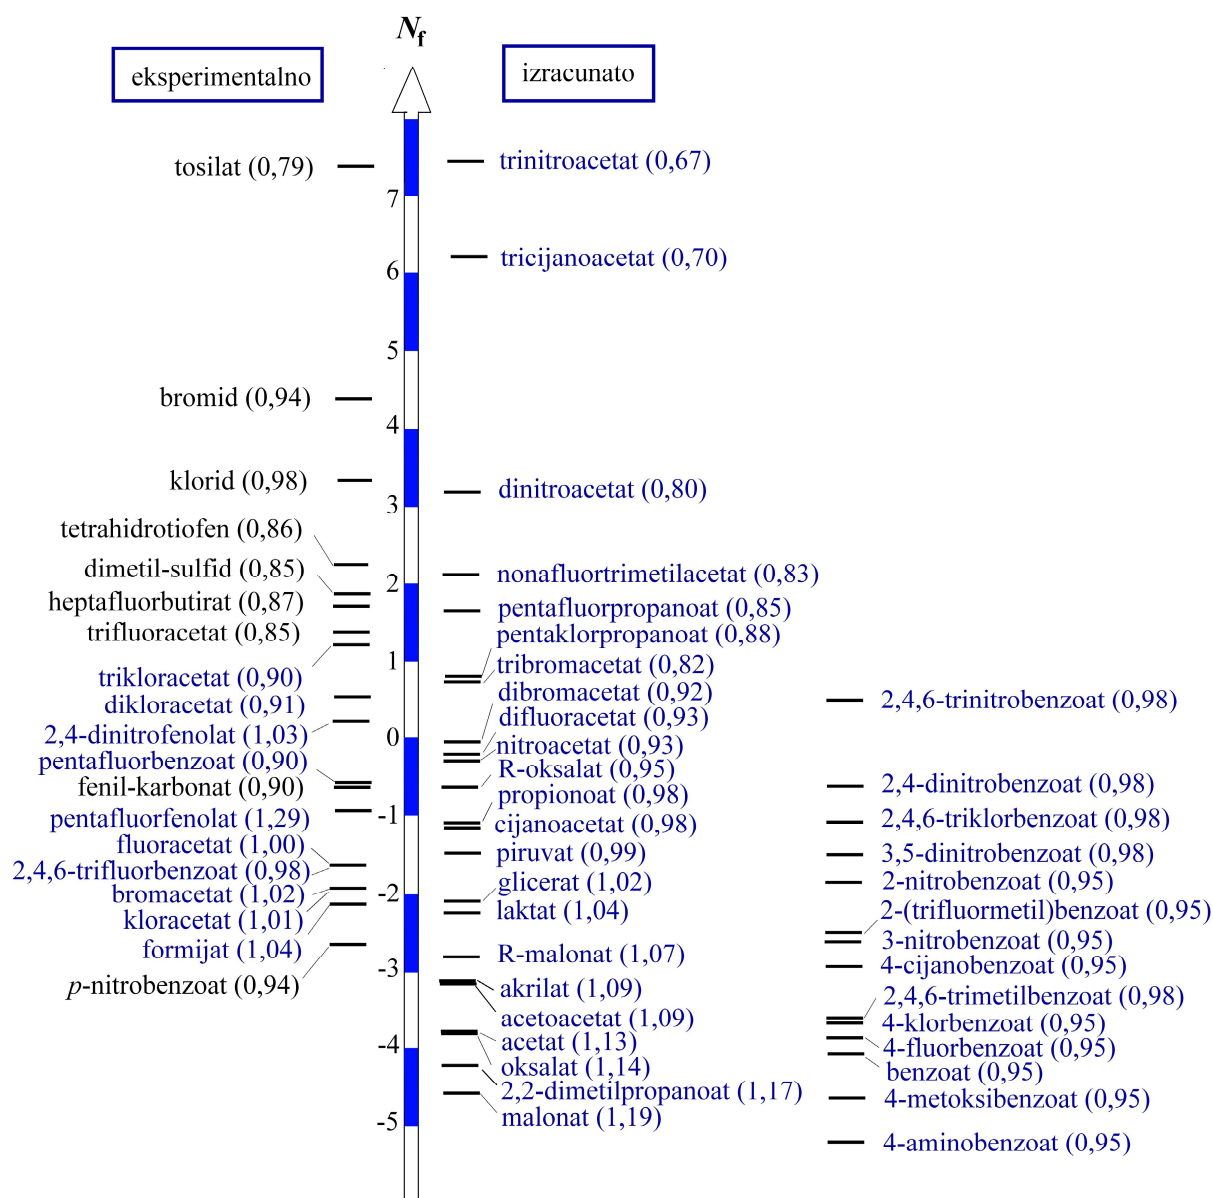 N_f
eksperimentalno
izracunato
7
6
5
4
3
2
1
0
-1
-2
-3
-4
-5
tosilat (0,79)
bromid (0,94)
klorid (0,98)
tetrahidrotiofen (0,86)
dimetil-sulfid (0,85)
heptafluorbutirat (0,87)
trifluoracetat (0,85)
trikloracetat (0,90)
dikloracetat (0,91)
2,4-dinitrofenolat (1,03)
pentafluorbenzoat (0,90)
fenil-karbonat (0,90)
pentafluorfenolat (1,29)
fluoracetat (1,00)
2,4,6-trifluorbenzoat (0,98)
bromacetat (1,02)
kloracetat (1,01)
formijat (1,04)
p-nitrobenzoat (0,94)
trinitroacetat (0,67)
tricijanoacetat (0,70)
dinitroacetat (0,80)
nonafluortrimetilacetat (0,83)
pentafluorpropanoat (0,85)
pentaklorpropanoat (0,88)
tribromacetat (0,82)
dibromacetat (0,92)
difluoracetat (0,93)
nitroacetat (0,93)
R-oksalat (0,95)
propionoat (0,98)
cijanoacetat (0,98)
piruvat (0,99)
glicerat (1,02)
laktat (1,04)
R-malonat (1,07)
akrilat (1,09)
acetoacetat (1,09)
acetat (1,13)
oksalat (1,14)
2,2-dimetilpropanoat (1,17)
malonat (1,19)
2,4,6-trinitrobenzoat (0,98)
2,4-dinitrobenzoat (0,98)
2,4,6-triklorbenzoat (0,98)
3,5-dinitrobenzoat (0,98)
2-nitrobenzoat (0,95)
2-(trifluormetil)benzoat (0,95)
3-nitrobenzoat (0,95)
4-cijanobenzoat (0,95)
2,4,6-trimetilbenzoat (0,98)
4-klorbenzoat (0,95)
4-fluorbenzoat (0,95)
benzoat (0,95)
4-metoksibenzoat (0,95)
4-aminobenzoat (0,95)